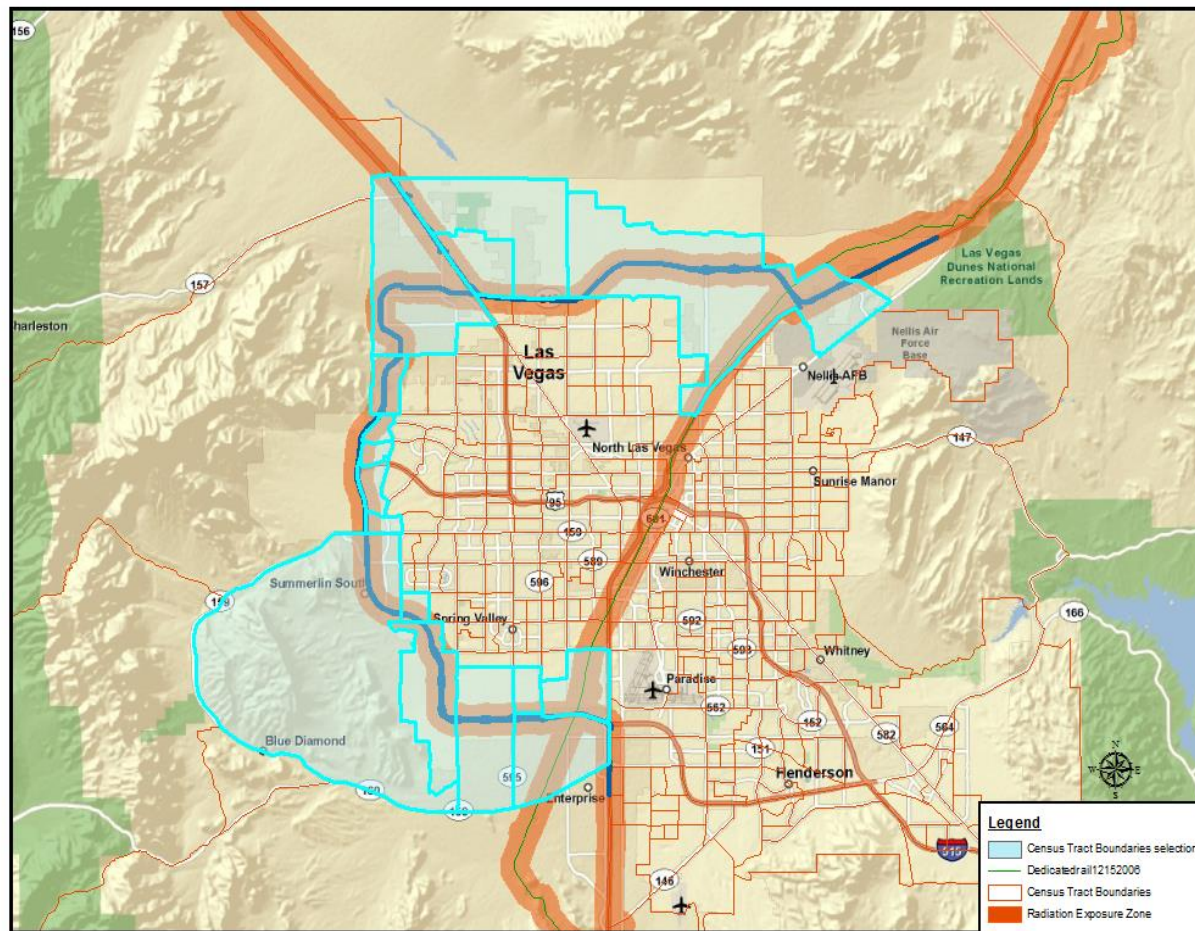 156
157
harleston
Las Vegas
Dunes National
Recreation Lands
Nellis Air
Force
Base
Nellis AFB
Las
Vegas
North Las Vegas
147
Sunrise Manor
95
159
589
596
Winchester
Summerlin South
159
Spring Valley
592
593
Whitney
166
Paradise
562
Blue Diamond
160
595
Enterprise
151
152
582
564
Henderson
146
N
W
E
S
515
Legend
Census Tract Boundaries selection
Dedicatedrail12152006
Census Tract Boundaries
Radiation Exposure Zone